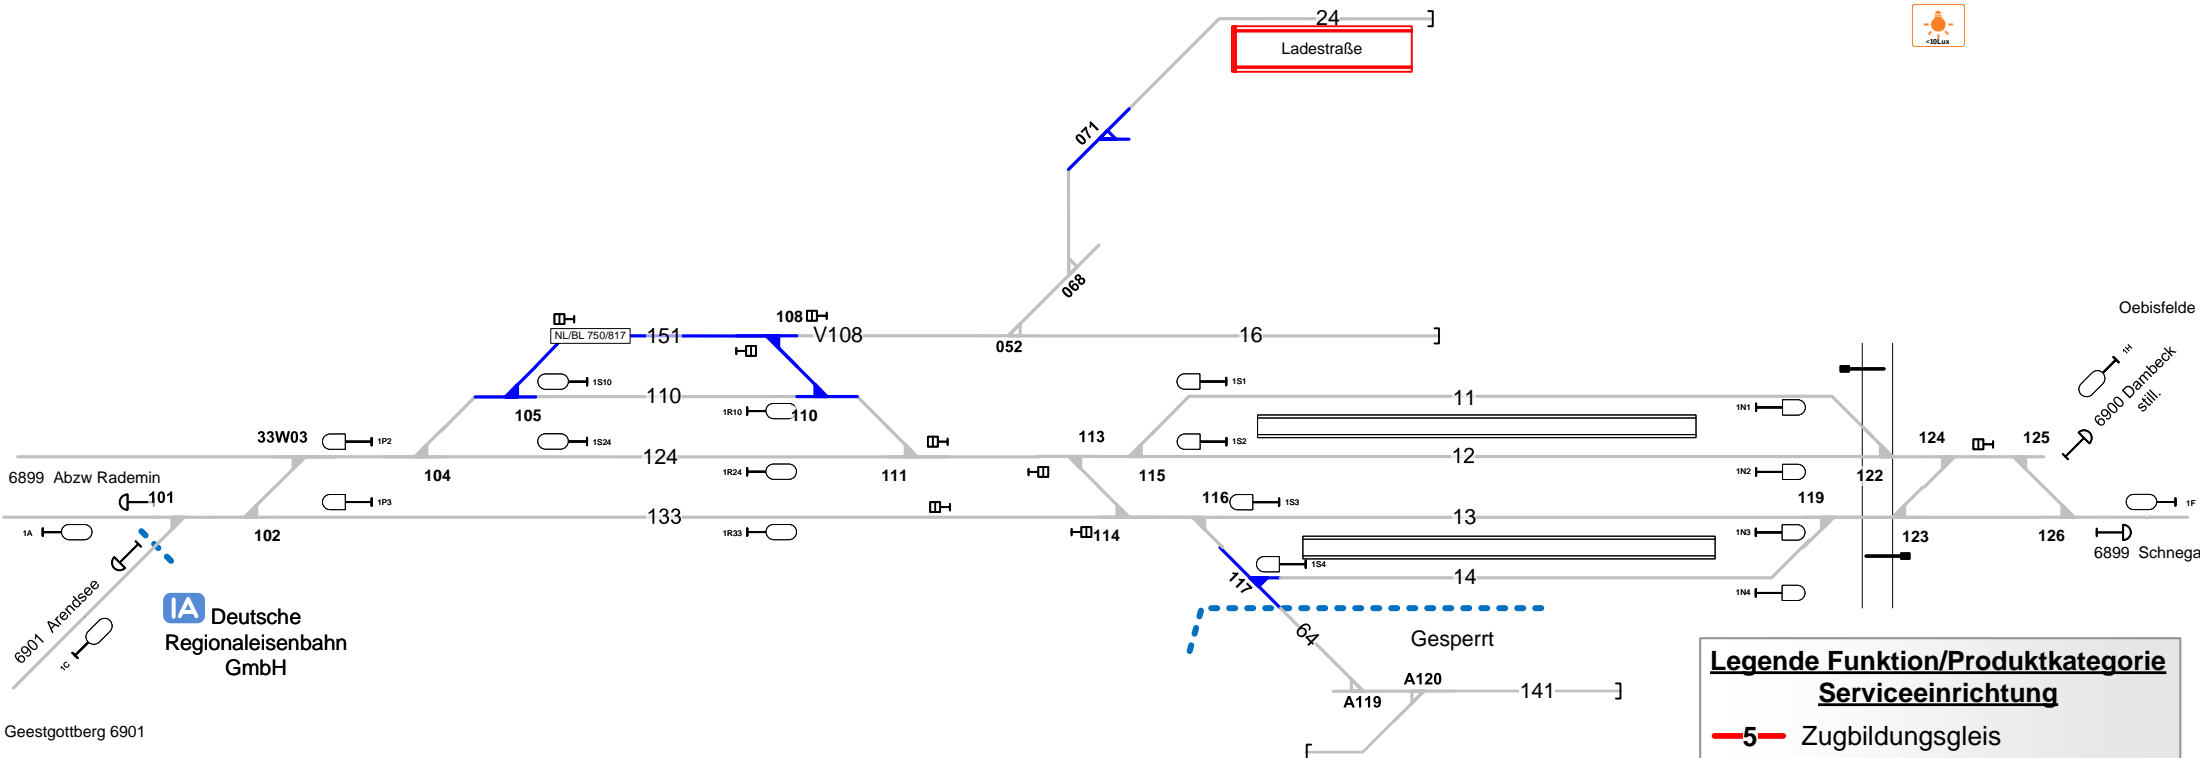 24
Ladestraße
<10Lux
071
068
Oebisfelde
108
NL/BL 750/817
151
V108
052
16
1H
6900 Dambeck
still.
1S10
110
105
1R10
110
1S1
11
1N1
33W03
1P2
1S24
113
1S2
124
125
124
12
6899 Abzw Rademin
104
1R24
111
115
1N2
122
101
1P3
116
1S3
119
1F
133
13
1A
102
1R33
114
1N3
123
126
6899 Schnega
1S4
117
14
1N4
6901 Arendsee
1C
IA Deutsche
Regionaleisenbahn
GmbH
64
Gesperrt
A120
A119
141
Geestgottberg 6901
Legende Funktion/Produktkategorie
Serviceeinrichtung
5 Zugbildungsgleis